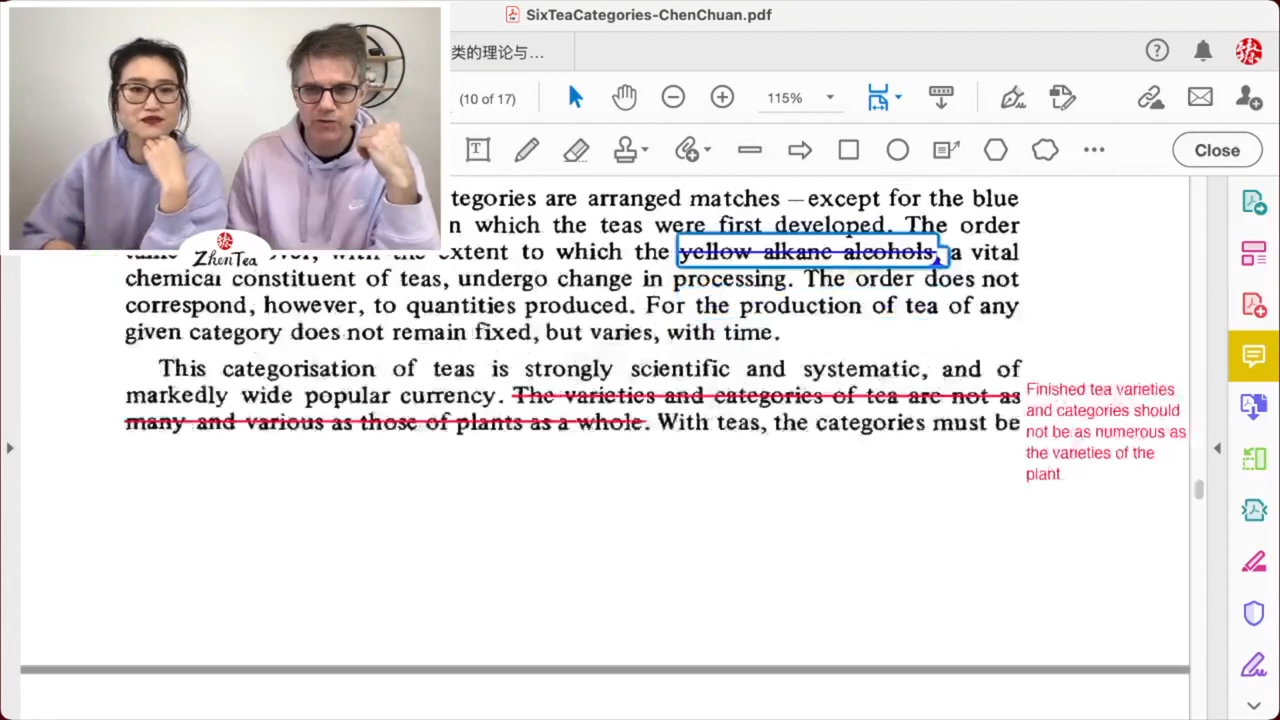 SixTeaCategories-ChenChuan.pdf
类的理论与…
(10 of 17)
115%
T
Close
tegories are arranged matches —except for the blue
n which the teas were first developed. The order
extent to which the yellow alkane alcohols, a vital
chemical constituent of teas, undergo change in processing. The order does not
correspond, however, to quantities produced. For the production of tea of any
given category does not remain fixed, but varies, with time.
This categorisation of teas is strongly scientific and systematic, and of
markedly wide popular currency. The varieties and categories of tea are not as
many and various as those of plants as a whole. With teas, the categories must be
Finished tea varieties
and categories should
not be as numerous as
the varieties of the
plant
ZhenTea